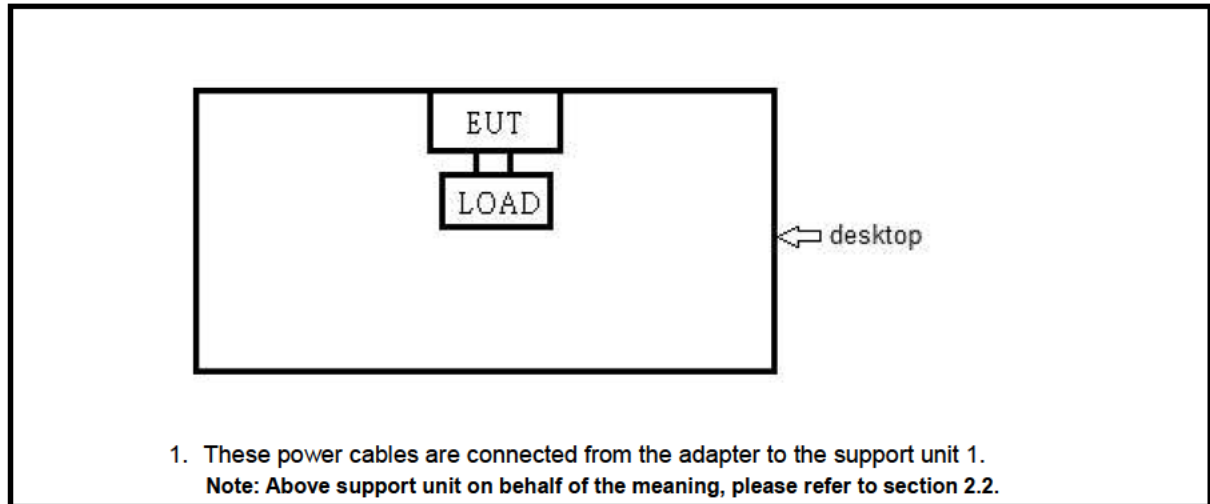 EUT
LOAD
desktop
1. These power cables are connected from the adapter to the support unit 1.
Note: Above support unit on behalf of the meaning, please refer to section 2.2.